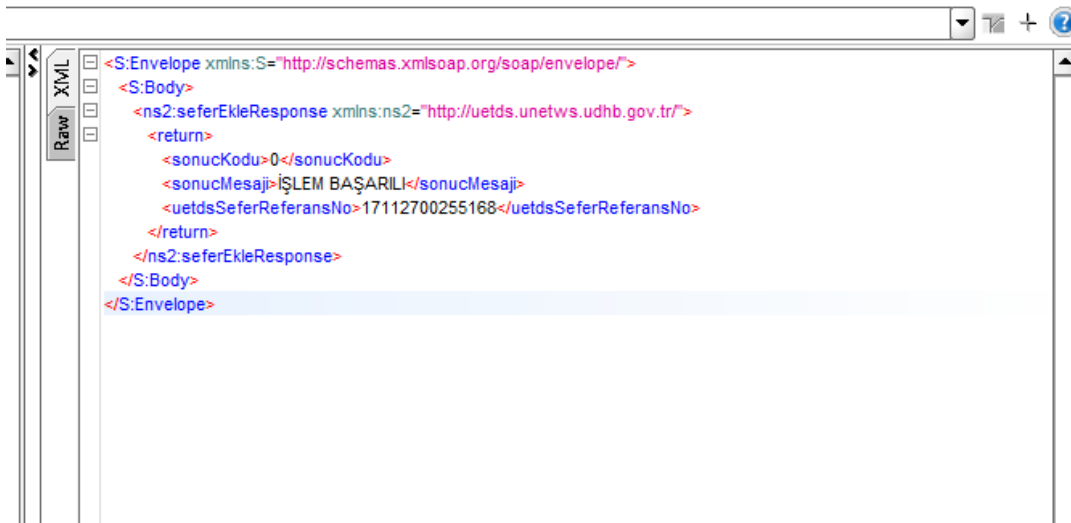 XML
Raw
<S:Envelope xmlns:S="http://schemas.xmlsoap.org/soap/envelope/">
<S:Body>
<ns2:seferEkleResponse xmlns:ns2="http://uetds.unetws.udhb.gov.tr/">
<return>
<sonucKodu>0</sonucKodu>
<sonucMesaji>İŞLEM BAŞARILI</sonucMesaji>
<uetdsSeferReferansNo>17112700255168</uetdsSeferReferansNo>
</return>
</ns2:seferEkleResponse>
</S:Body>
</S:Envelope>